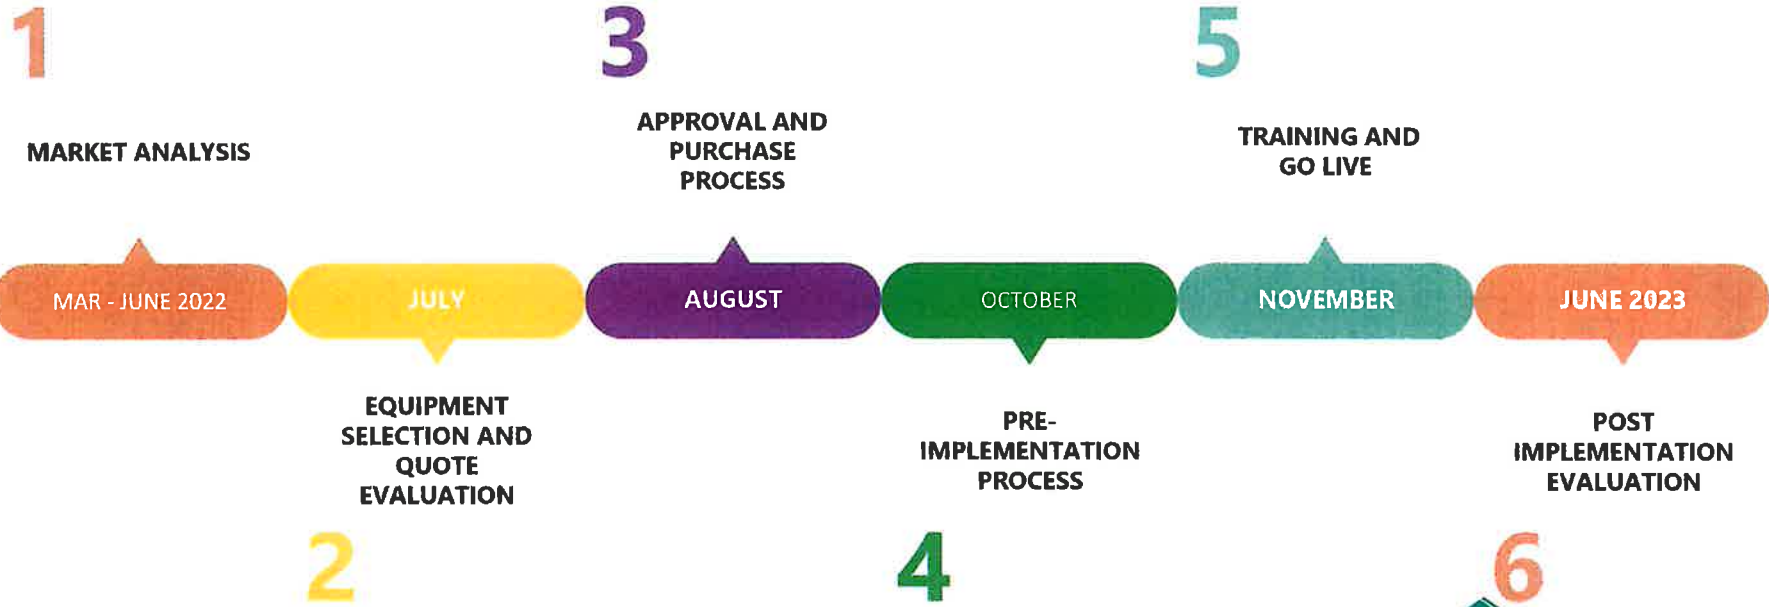 1
3
5
MARKET ANALYSIS
APPROVAL AND
PURCHASE
PROCESS
TRAINING AND
GO LIVE
MAR - JUNE 2022
JULY
AUGUST
OCTOBER
NOVEMBER
JUNE 2023
EQUIPMENT
SELECTION AND
QUOTE
EVALUATION
PRE-
IMPLEMENTATION
PROCESS
POST
IMPLEMENTATION
EVALUATION
2
4
6